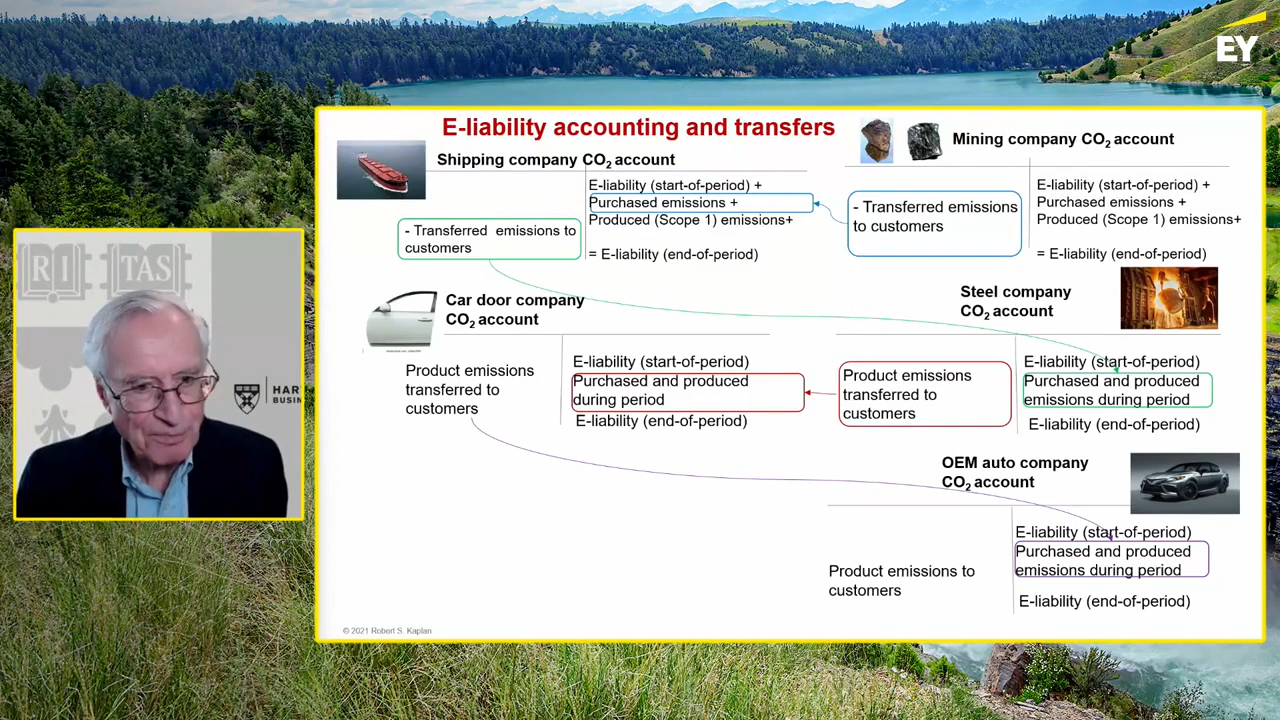 EY
E-liability accounting and transfers
Shipping company CO2 account
E-liability (start-of-period) +
Purchased emissions +
Produced (Scope 1) emissions+
= E-liability (end-of-period)
- Transferred emissions to
customers
Mining company CO2 account
- Transferred emissions
to customers
E-liability (start-of-period) +
Purchased emissions +
Produced (Scope 1) emissions+
= E-liability (end-of-period)
Car door company
CO2 account
Product emissions
transferred to
customers
E-liability (start-of-period)
Purchased and produced
during period
E-liability (end-of-period)
Steel company
CO2 account
Product emissions
transferred to
customers
E-liability (start-of-period)
Purchased and produced
emissions during period
E-liability (end-of-period)
OEM auto company
CO2 account
Product emissions to
customers
E-liability (start-of-period)
Purchased and produced
emissions during period
E-liability (end-of-period)
© 2021 Robert S. Kaplan
RI TAS
HAR
BUSIN